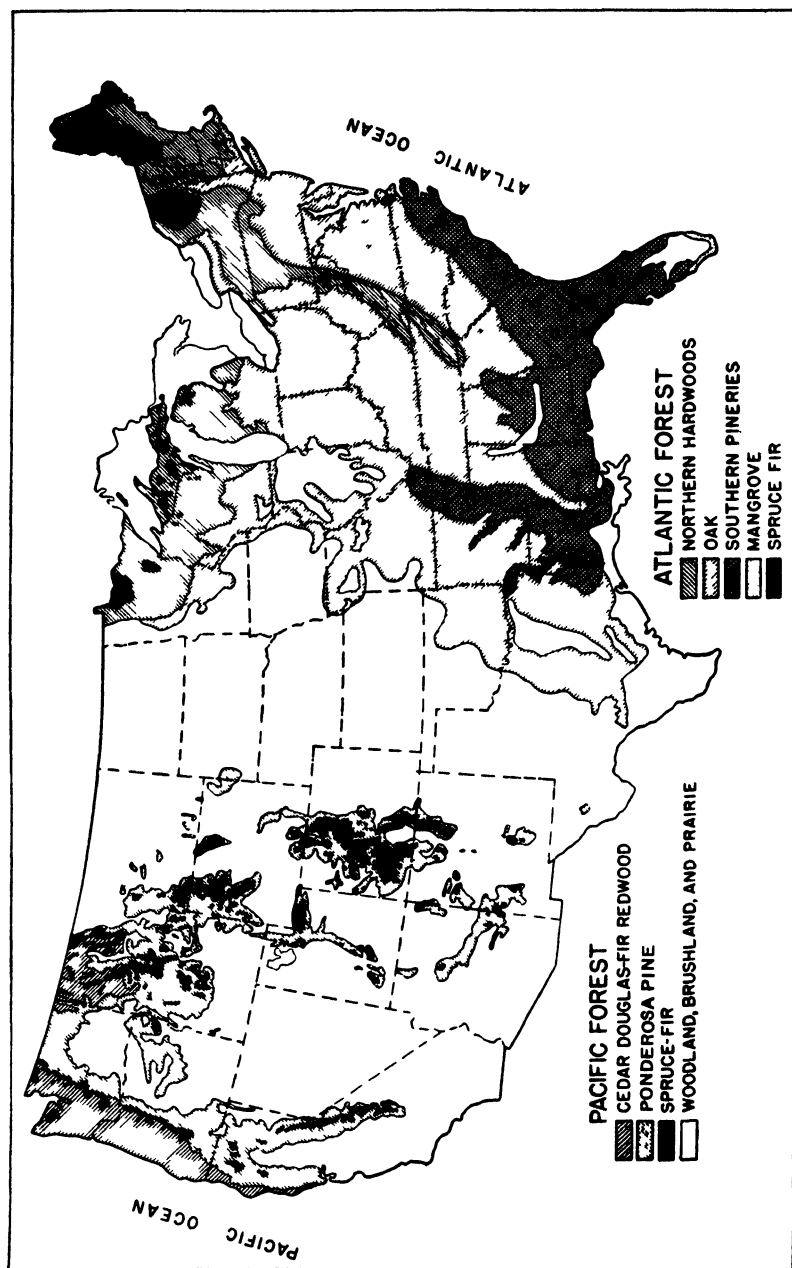 ATLANTIC OCEAN
PACIFIC OCEAN
PACIFIC FOREST
CEDAR DOUGLAS-FIR REDWOOD
PONDEROSA PINE
SPRUCE-FIR
WOODLAND, BRUSHLAND, AND PRAIRIE
ATLANTIC FOREST
NORTHERN HARDWOODS
OAK
SOUTHERN PINERIES
MANGROVE
SPRUCE FIR